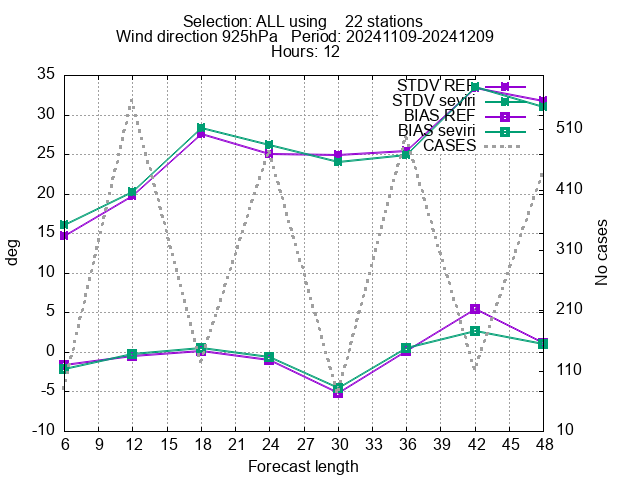 Selection: ALL using 22 stations
Wind direction 925hPa Period: 20241109-20241209
Hours: 12
STDV REF
STDV seviri
BIAS REF
BIAS seviri
CASES
35
30
25
20
15
10
5
0
-5
-10
deg
510
410
310
210
110
10
No cases
6 9 12 15 18 21 24 27 30 33 36 39 42 45 48
Forecast length